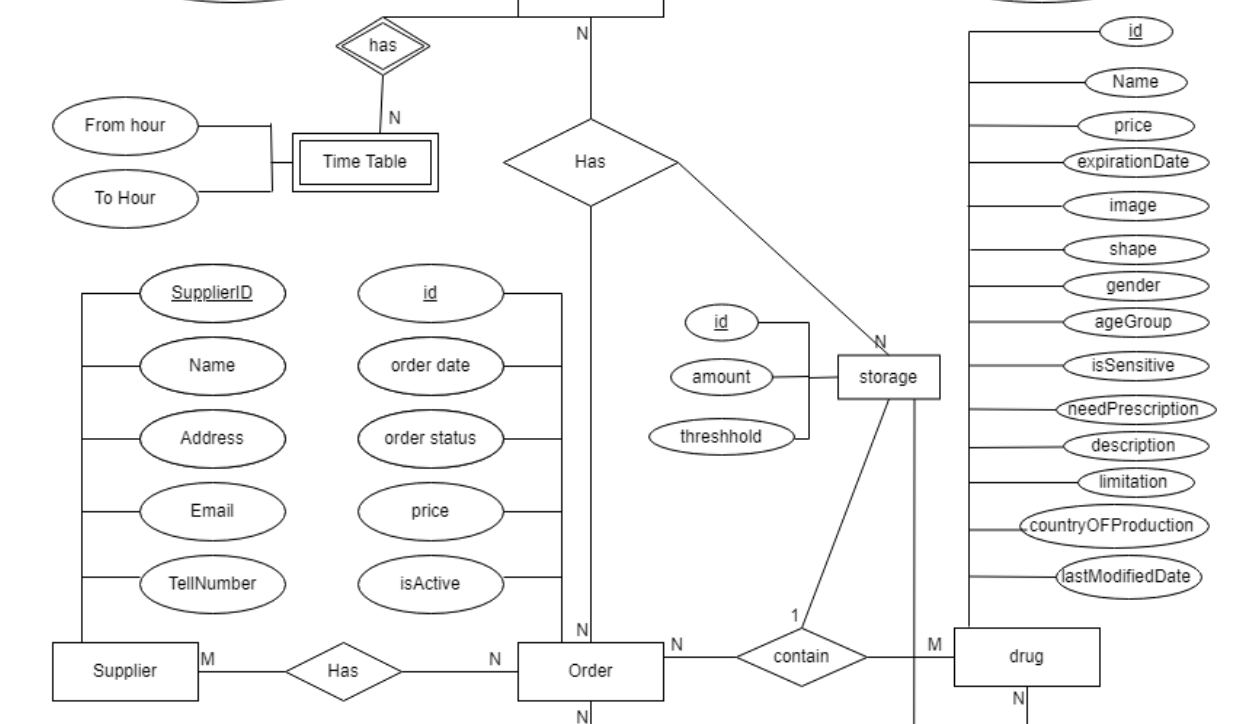 has
N
N
From hour
To Hour
Time Table
Has
id
Name
price
expirationDate
image
shape
gender
ageGroup
isSensitive
needPrescription
description
limitation
countryOFProduction
lastModifiedDate
SupplierID
Name
Address
Email
TellNumber
id
order date
order status
price
isActive
id
amount
threshhold
N
storage
1
N
Supplier
M
Has
N
Order
N
contain
M
drug
N
N